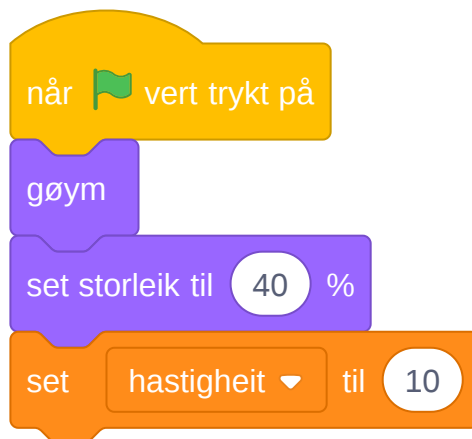 når vert trykt på
gøym
set storleik til 40 %
set hastigheit til 10